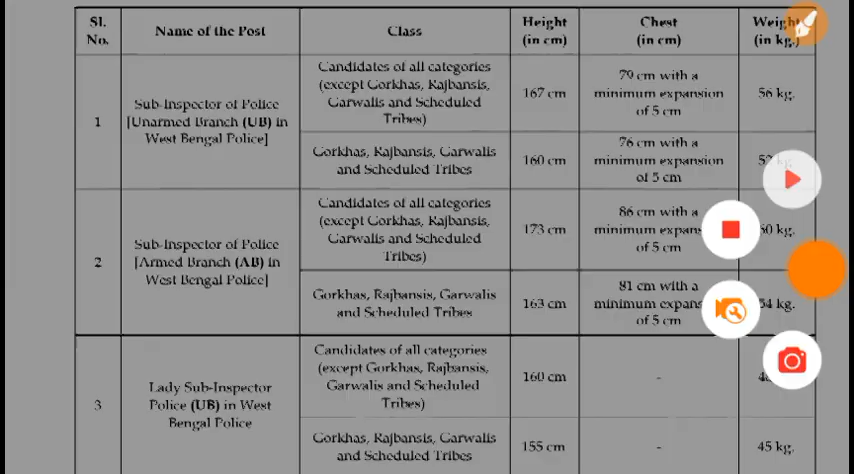 Sl. No.
Name of the Post
Class
Height (in cm)
Chest (in cm)
Weight (in kg.)
1
Sub-Inspector of Police
[Unarmed Branch (UB) in
West Bengal Police]
Candidates of all categories
(except Gorkhas, Rajbansis,
Garwalis and Scheduled
Tribes)
167 cm
79 cm with a
minimum expansion
of 5 cm
56 kg.
Gorkhas, Rajbansis, Garwalis
and Scheduled Tribes
160 cm
76 cm with a
minimum expansion
of 5 cm
kg.
2
Sub-Inspector of Police
[Armed Branch (AB) in
West Bengal Police]
Candidates of all categories
(except Gorkhas, Rajbansis,
Garwalis and Scheduled
Tribes)
173 cm
86 cm with a
minimum
of 5 cm
kg.
Gorkhas, Rajbansis, Garwalis
and Scheduled Tribes
163 cm
81 cm with a
minimum
of 5 cm
54 kg.
3
Lady Sub-Inspector
Police (UB) in West
Bengal Police
Candidates of all categories
(except Gorkhas, Rajbansis,
Garwalis and Scheduled
Tribes)
160 cm
-
Gorkhas, Rajbansis, Garwalis
and Scheduled Tribes
155 cm
-
45 kg.